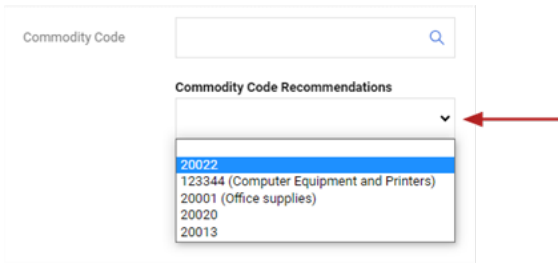 Commodity Code
Commodity Code Recommendations
20022
123344 (Computer Equipment and Printers)
20001 (Office supplies)
20020
20013